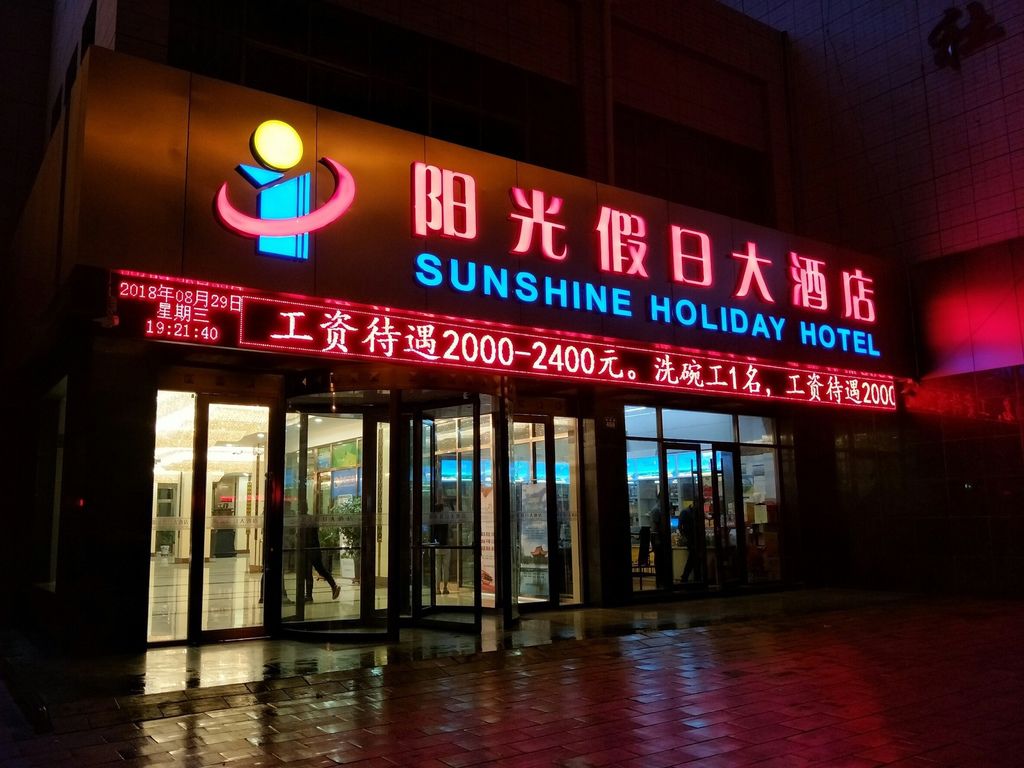 社
阳光假日大酒店
SUNSHINE HOLIDAY HOTEL
2018年08月29日
星期三
19:21:40
工资待遇2000-2400元。洗碗工1名，工资待遇2000